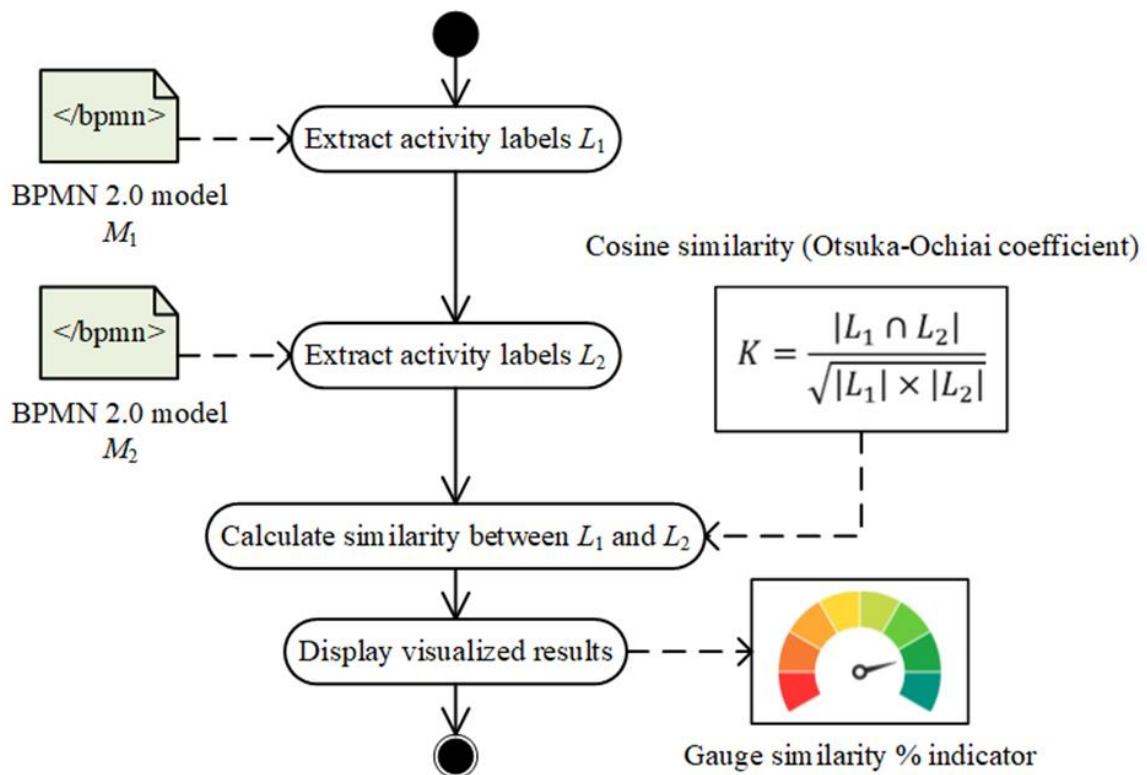 </bpmn>
Extract activity labels L₁
BPMN 2.0 model
M₁
Cosine similarity (Otsuka-Ochiai coefficient)
</bpmn>
Extract activity labels L₂
K = |L₁ ∩ L₂| / √|L₁| × |L₂|
BPMN 2.0 model
M₂
Calculate similarity between L₁ and L₂
Display visualized results
Gauge similarity % indicator